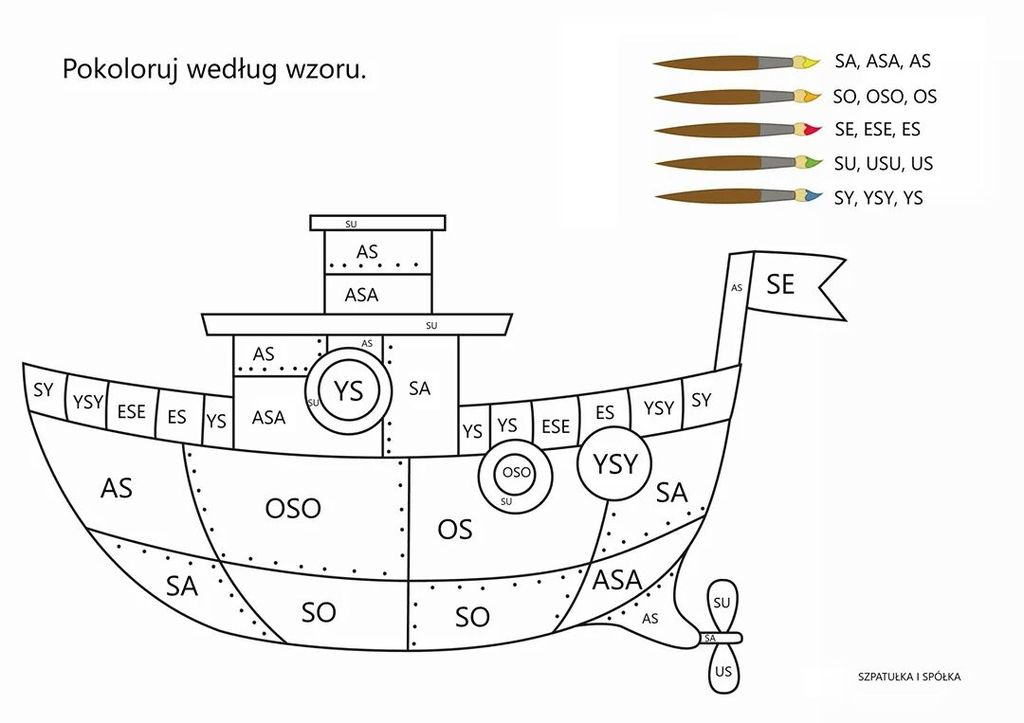 Pokoloruj według wzoru.
SA, ASA, AS
SO, OSO, OS
SE, ESE, ES
SU, USU, US
SY, YSY, YS
SU
AS
ASA
SU
AS
SE
AS
AS
SU
YS
SA
ASA
SY
YSY
ESE
ES
YS
YS
YS
ESE
ES
YSY
SY
AS
OSO
OS
OSO
SU
YSY
SA
SA
SO
SO
ASA
AS
SU
SA
US
SZPATUŁKA I SPÓŁKA